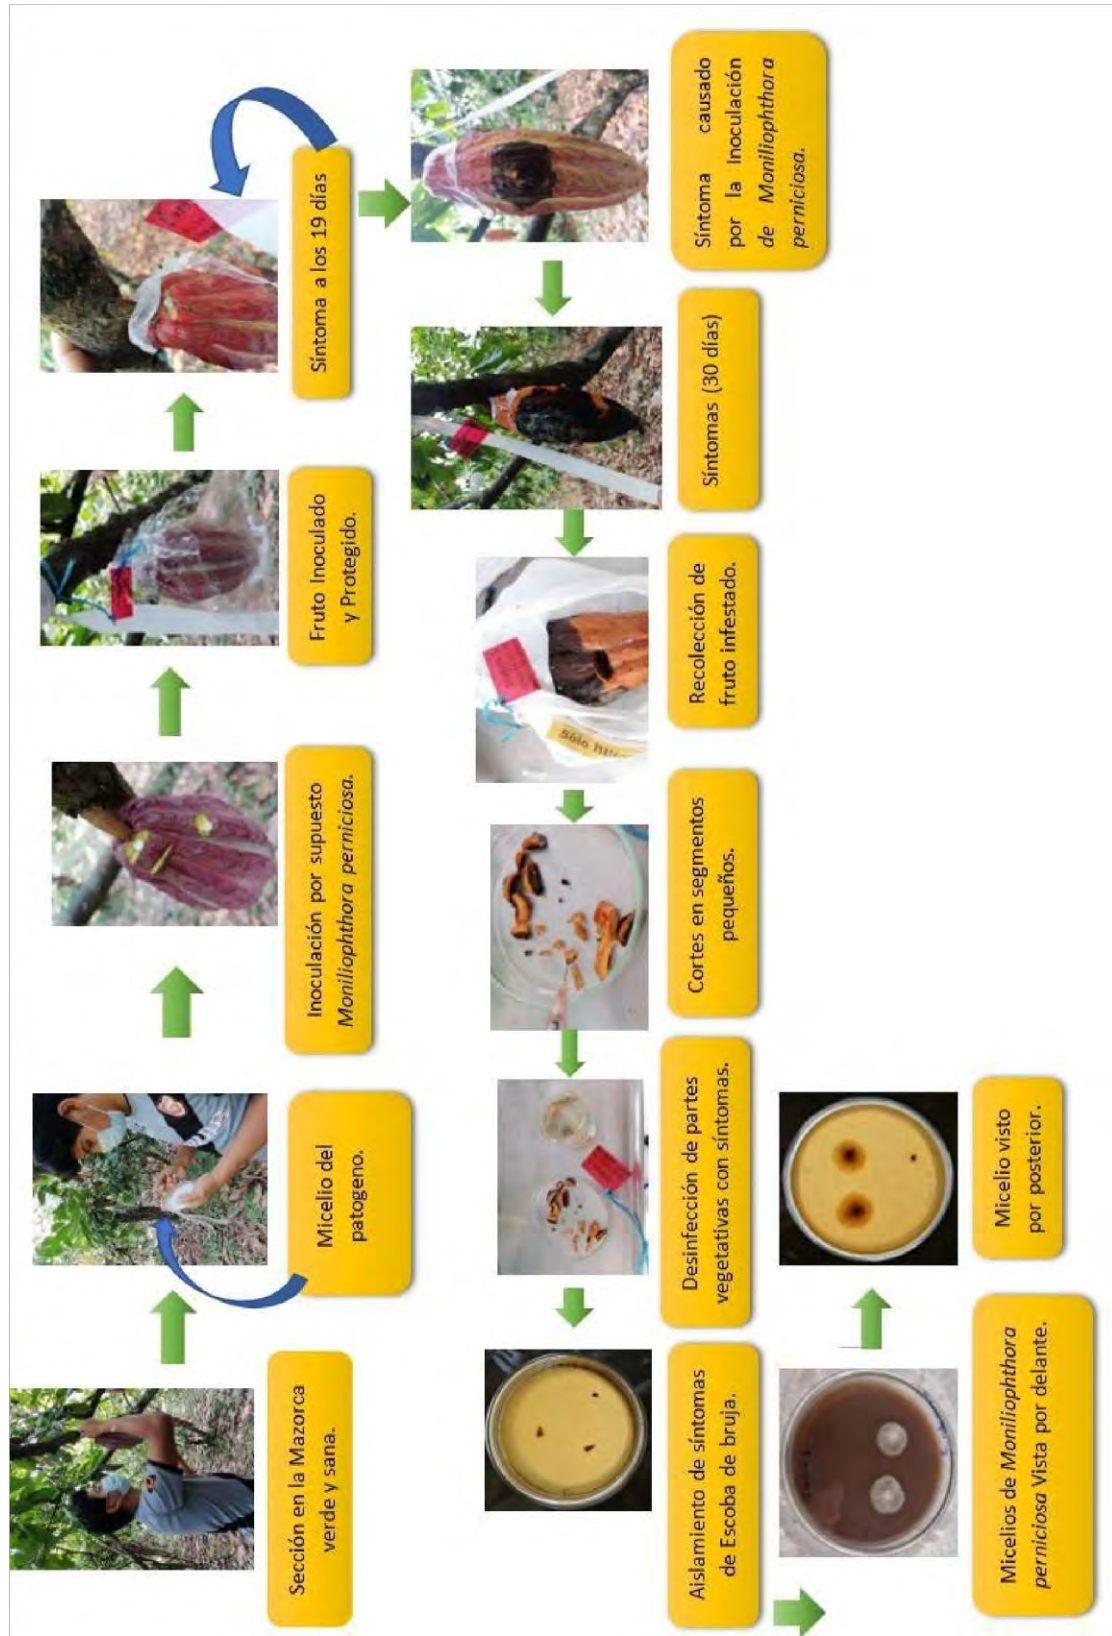 Sección en la Mazorca
verde y sana.
Micelio del
patogeno.
Inoculación por supuesto
Moniliophthora perniciosa.
Fruto Inoculado
y Protegido.
Síntoma a los 19 días
Síntoma causado
por la Inoculación
de Moniliophthora
perniciosa.
Síntomas (30 días)
Recolección de
fruto infestado.
Sólo
Cortes en segmentos
pequeños.
Desinfección de partes
vegetativas con síntomas.
Aislamiento de síntomas
de Escoba de bruja.
Micelios de Moniliophthora
perniciosa Vista por delante.
Micelio visto
por posterior.